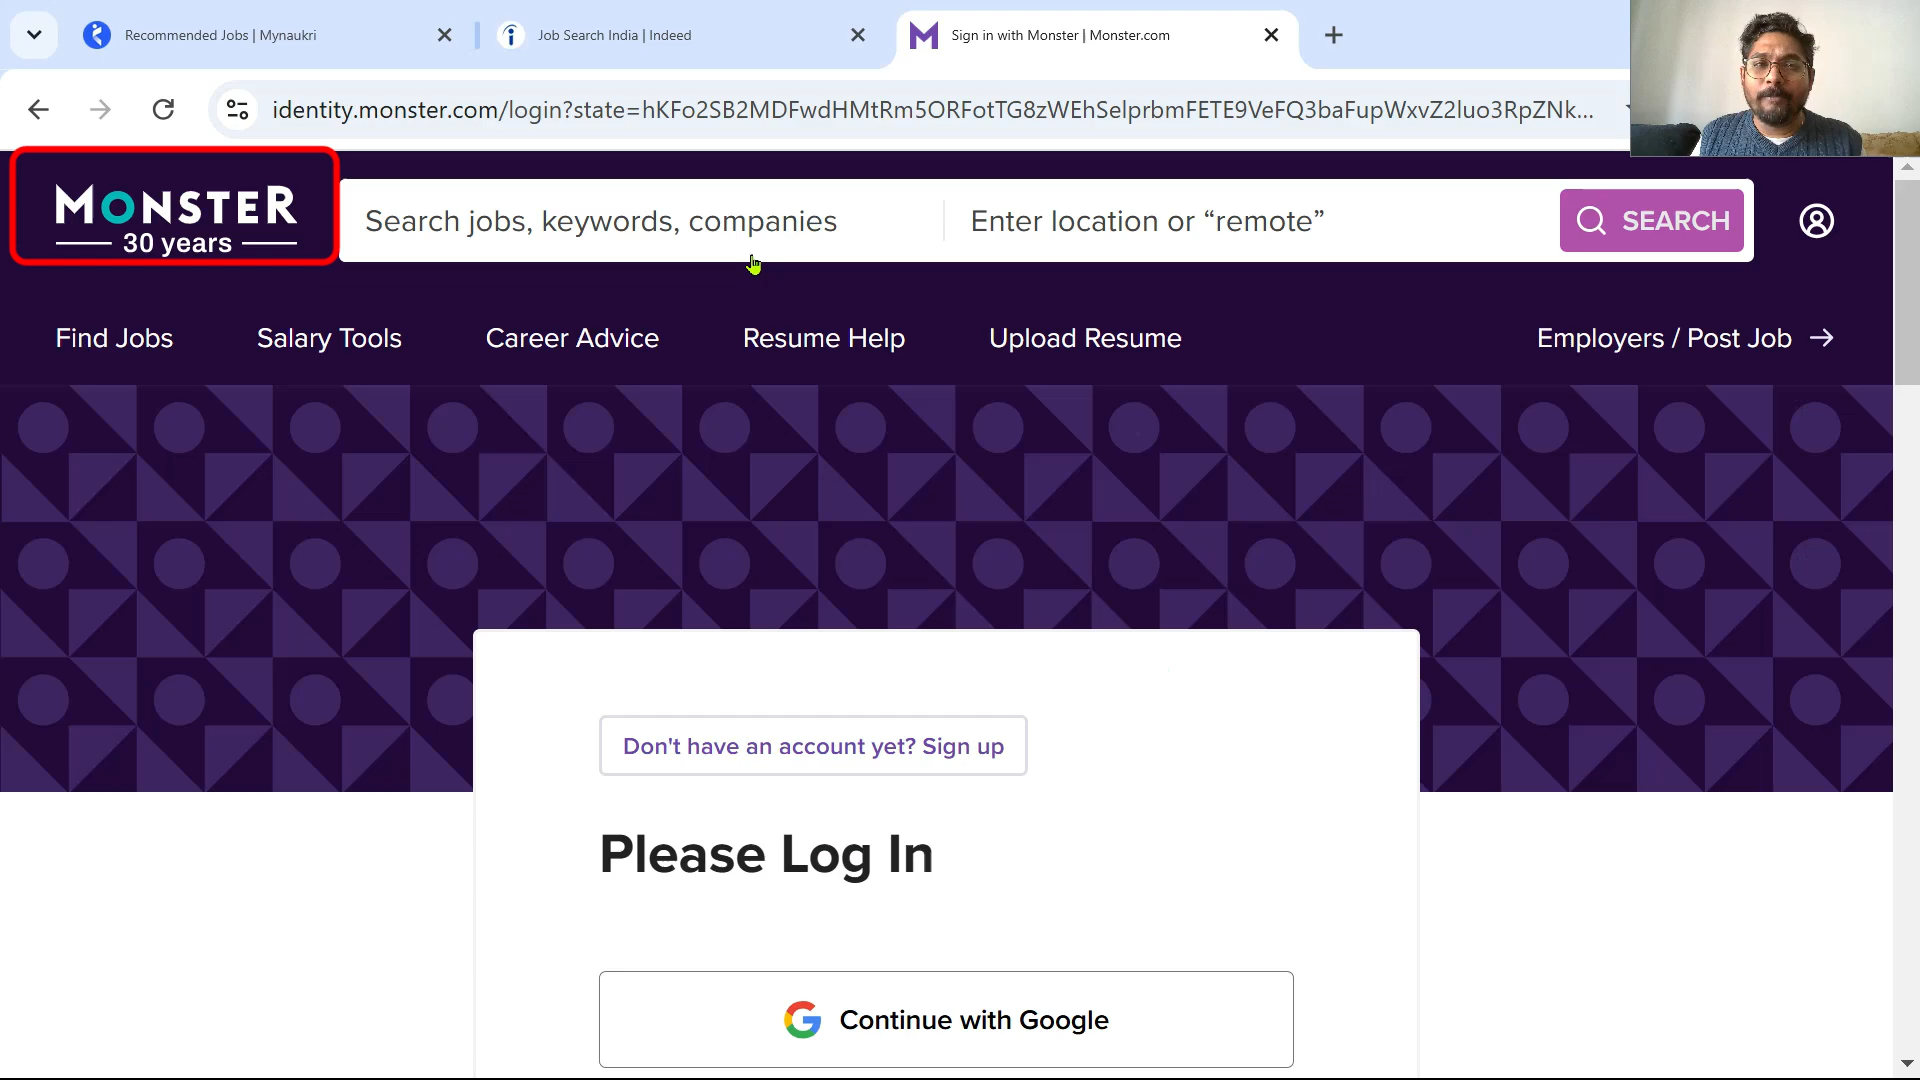 Recommended Jobs | Mynaukri
Job Search India | Indeed
Sign in with Monster | Monster.com
identity.monster.com/login?state=hKFo2SB2MDFwdHMtRm5ORFotTG8zWEhSelprbmFETE9VeFQ3baFupWxvZ2luo3RpZNk...
MONSTER
30 years
Search jobs, keywords, companies
Enter location or “remote”
SEARCH
Find Jobs
Salary Tools
Career Advice
Resume Help
Upload Resume
Employers / Post Job
Don't have an account yet? Sign up
Please Log In
Continue with Google